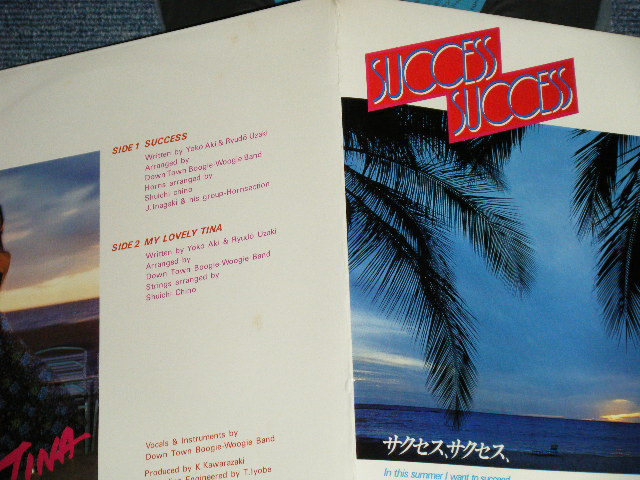 SIDE 1 SUCCESS
Written by Yoko Aki & Ryudo Uzaki
Arranged by
Down Town Boogie-Woogie Band
Horns arranged by
Shuichi chino
J. Inagaki & his group-Hornsection
SIDE 2 MY LOVELY TINA
Written by Yoko Aki & Ryudo Uzaki
Arranged by
Down Town Boogie-Woogie Band
Strings arranged by
Shuichi Chino
Vocals & Instruments by
Down Town Boogie-Woogie Band
Produced by K. Kawarazaki
Engineered by T. Iyobe
TINA
SUCCESS
SUCCESS
サクセス、サクセス、
In this summer I want to succeed